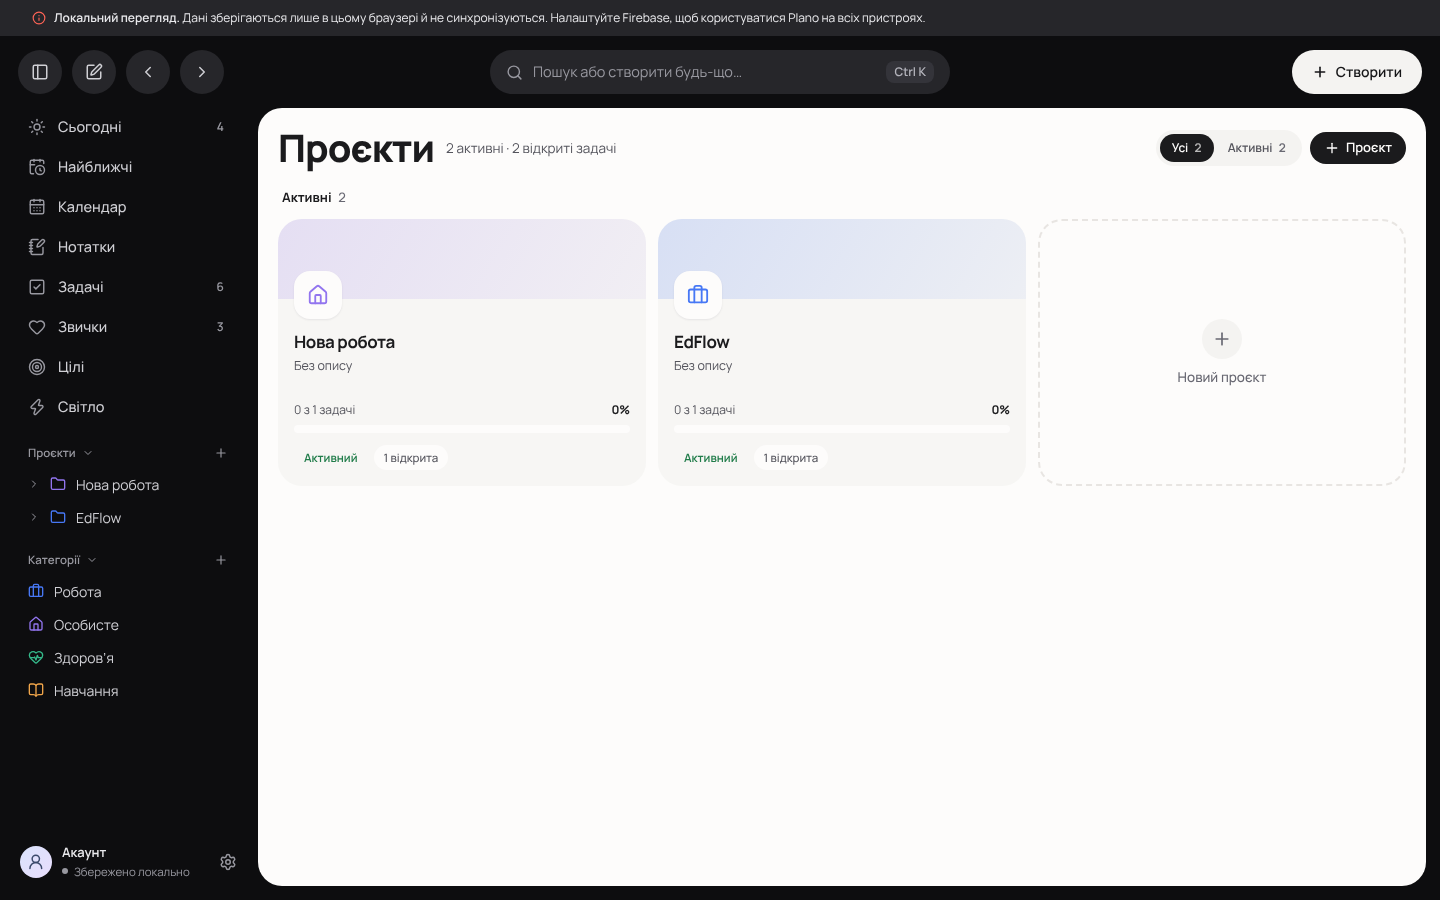 Локальний перегляд. Дані зберігаються лише в цьому браузері й не синхронізуються. Налаштуйте Firebase, щоб користуватися Plano на всіх пристроях.
Пошук або створити будь-що…
Ctrl K
Створити
Сьогодні 4
Найближчі
Календар
Нотатки
Задачі 6
Звички 3
Цілі
Світло
Проєкти
Нова робота
EdFlow
Категорії
Робота
Особисте
Здоров'я
Навчання
Акаунт
Збережено локально
Проєкти 2 активні · 2 відкриті задачі
Усі 2 Активні 2
Проєкт
Активні 2
Нова робота
Без опису
0 з 1 задачі 0%
Активний 1 відкрита
EdFlow
Без опису
0 з 1 задачі 0%
Активний 1 відкрита
Новий проєкт